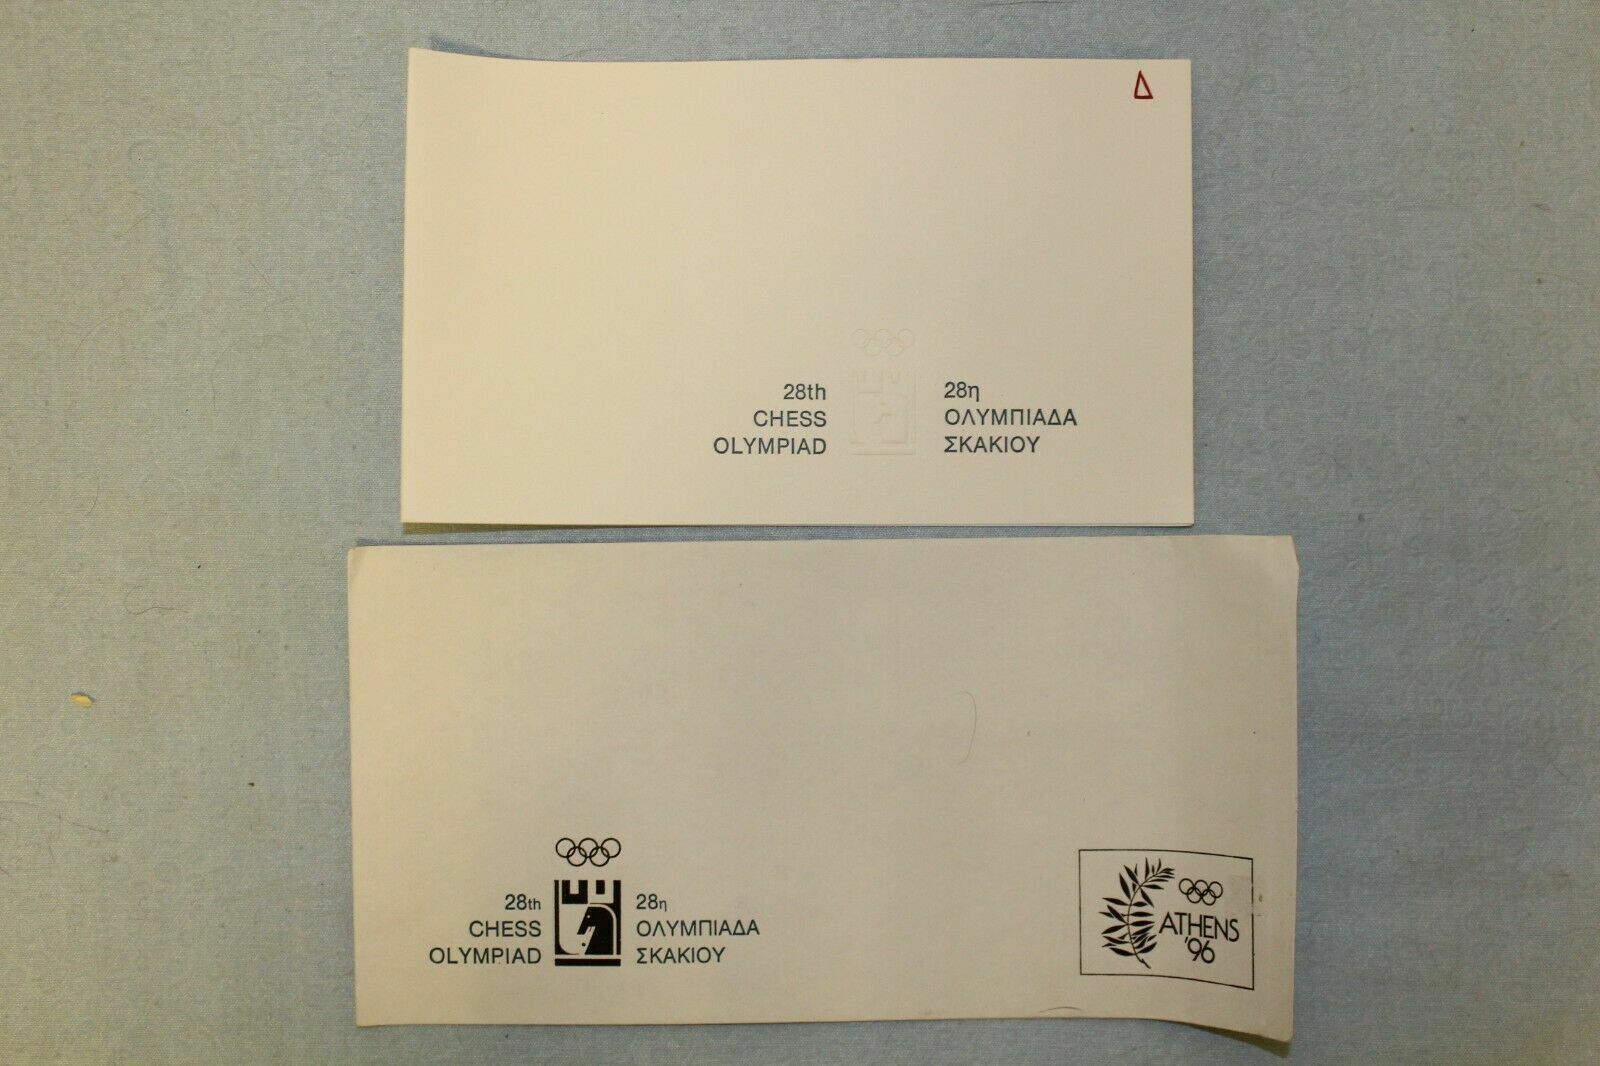 Δ
28th
CHESS
OLYMPIAD
28η
ΟΛΥΜΠΙΑΔΑ
ΣΚΑΚΙΟΥ
28th
CHESS
OLYMPIAD
28η
ΟΛΥΜΠΙΑΔΑ
ΣΚΑΚΙΟΥ
ATHENS
'96